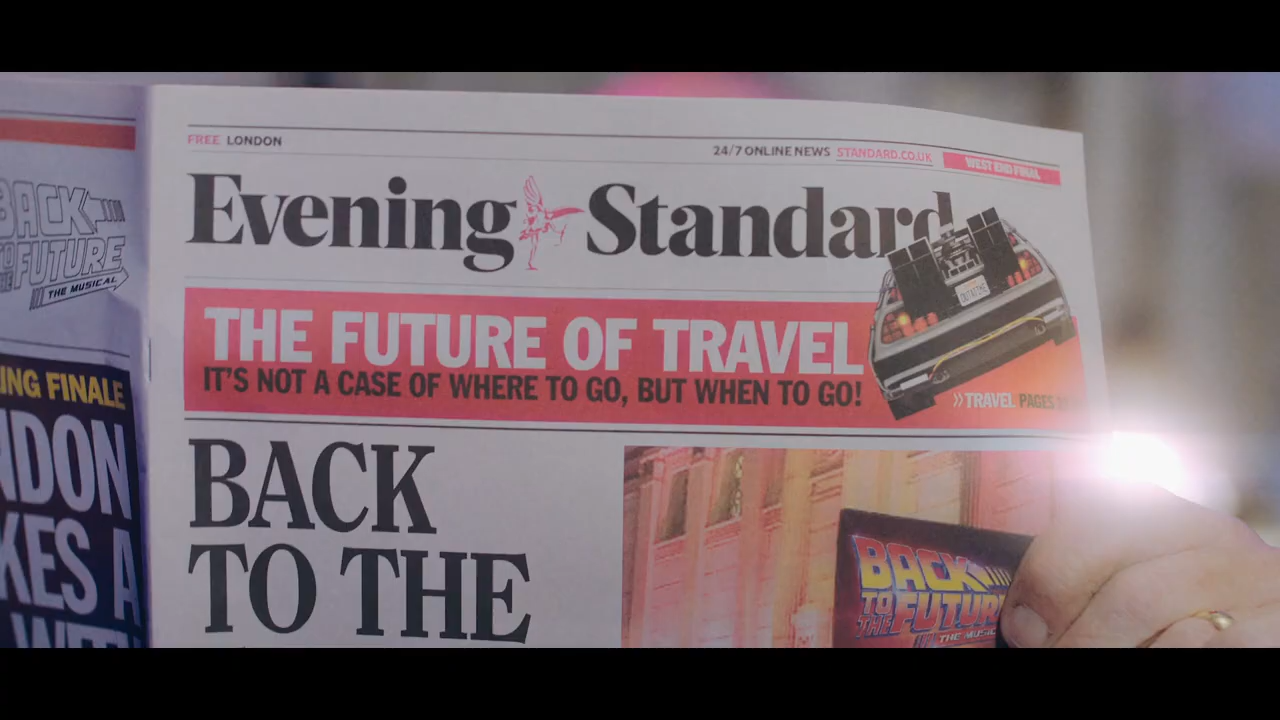 FREE LONDON
24/7 ONLINE NEWS STANDARD.CO.UK WEST END FINAL
Evening Standard
OUTATIME
THE FUTURE OF TRAVEL
IT'S NOT A CASE OF WHERE TO GO, BUT WHEN TO GO!
» TRAVEL PAGES
BACK
TO THE
BACK
TO THE FUTURE
THE MUSICAL
ING FINALE
NDON
KES A
BACK
TO THE FUTURE
THE MUSIC